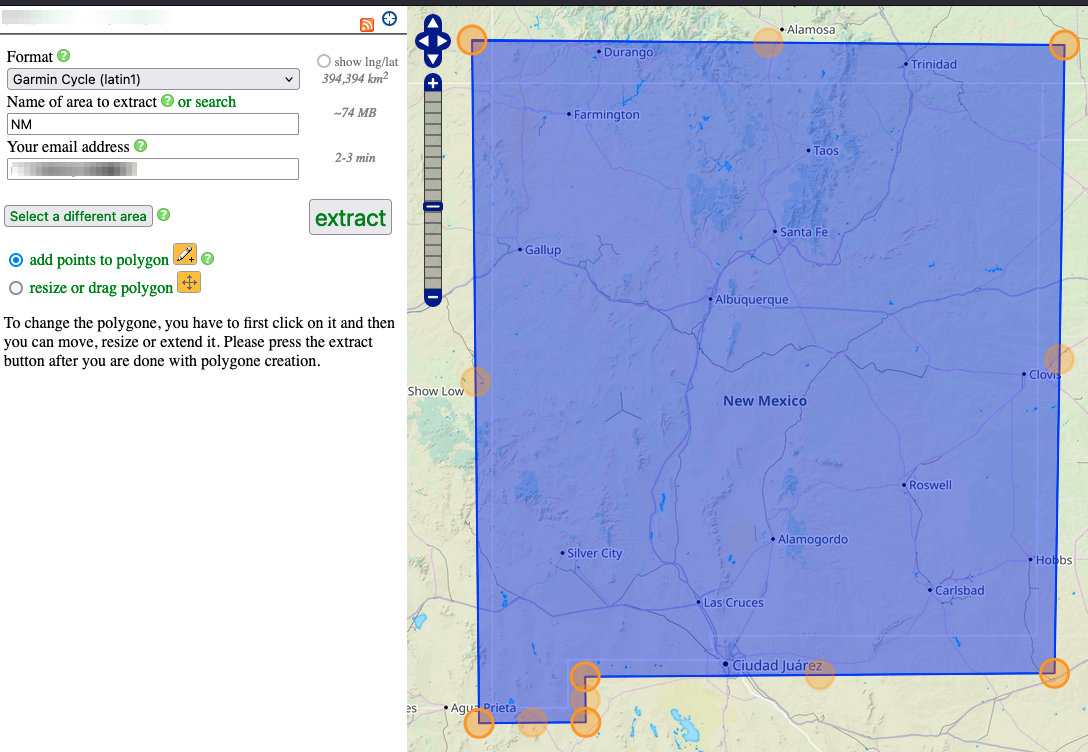 Format
show lng/lat
Garmin Cycle (latin1)
394,394 km2
Name of area to extract or search
~74 MB
NM
Your email address
2-3 min
Select a different area
extract
add points to polygon
resize or drag polygon
To change the polygone, you have to first click on it and then
you can move, resize or extend it. Please press the extract
button after you are done with polygone creation.
Alamosa
Durango
Trinidad
Farmington
Taos
Santa Fe
Gallup
Albuquerque
Clovis
Show Low
New Mexico
Roswell
Alamogordo
Silver City
Hobbs
Carlsbad
Las Cruces
Ciudad Juárez
es
Agua Prieta